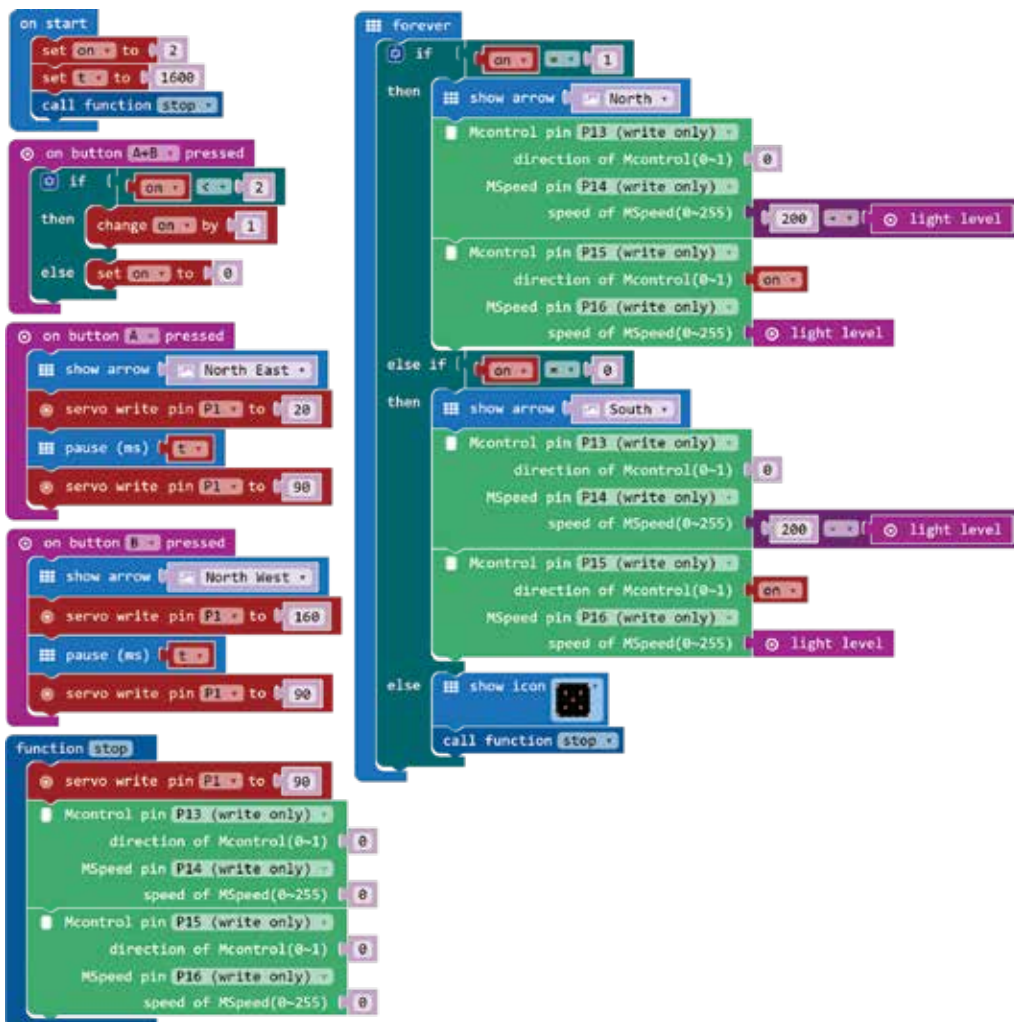 on start
set on to 2
set t to 1600
call function stop
on button A+B pressed
if on < 2
then change on by 1
else set on to 0
on button A pressed
show arrow North East
servo write pin P1 to 20
pause (ms) t
servo write pin P1 to 90
on button B pressed
show arrow North West
servo write pin P1 to 160
pause (ms) t
servo write pin P1 to 90
function stop
servo write pin P1 to 90
Mcontrol pin P13 (write only)
direction of Mcontrol(0~1) 0
MSpeed pin P14 (write only)
speed of MSpeed(0~255) 0
Mcontrol pin P15 (write only)
direction of Mcontrol(0~1) 0
MSpeed pin P16 (write only)
speed of MSpeed(0~255) 0
forever
if on = 1
then show arrow North
Mcontrol pin P13 (write only)
direction of Mcontrol(0~1) 0
MSpeed pin P14 (write only)
speed of MSpeed(0~255) 200 - light level
Mcontrol pin P15 (write only)
direction of Mcontrol(0~1) on
MSpeed pin P16 (write only)
speed of MSpeed(0~255) light level
else if on = 0
then show arrow South
Mcontrol pin P13 (write only)
direction of Mcontrol(0~1) 0
MSpeed pin P14 (write only)
speed of MSpeed(0~255) 200 - light level
Mcontrol pin P15 (write only)
direction of Mcontrol(0~1) on
MSpeed pin P16 (write only)
speed of MSpeed(0~255) light level
else show icon
call function stop